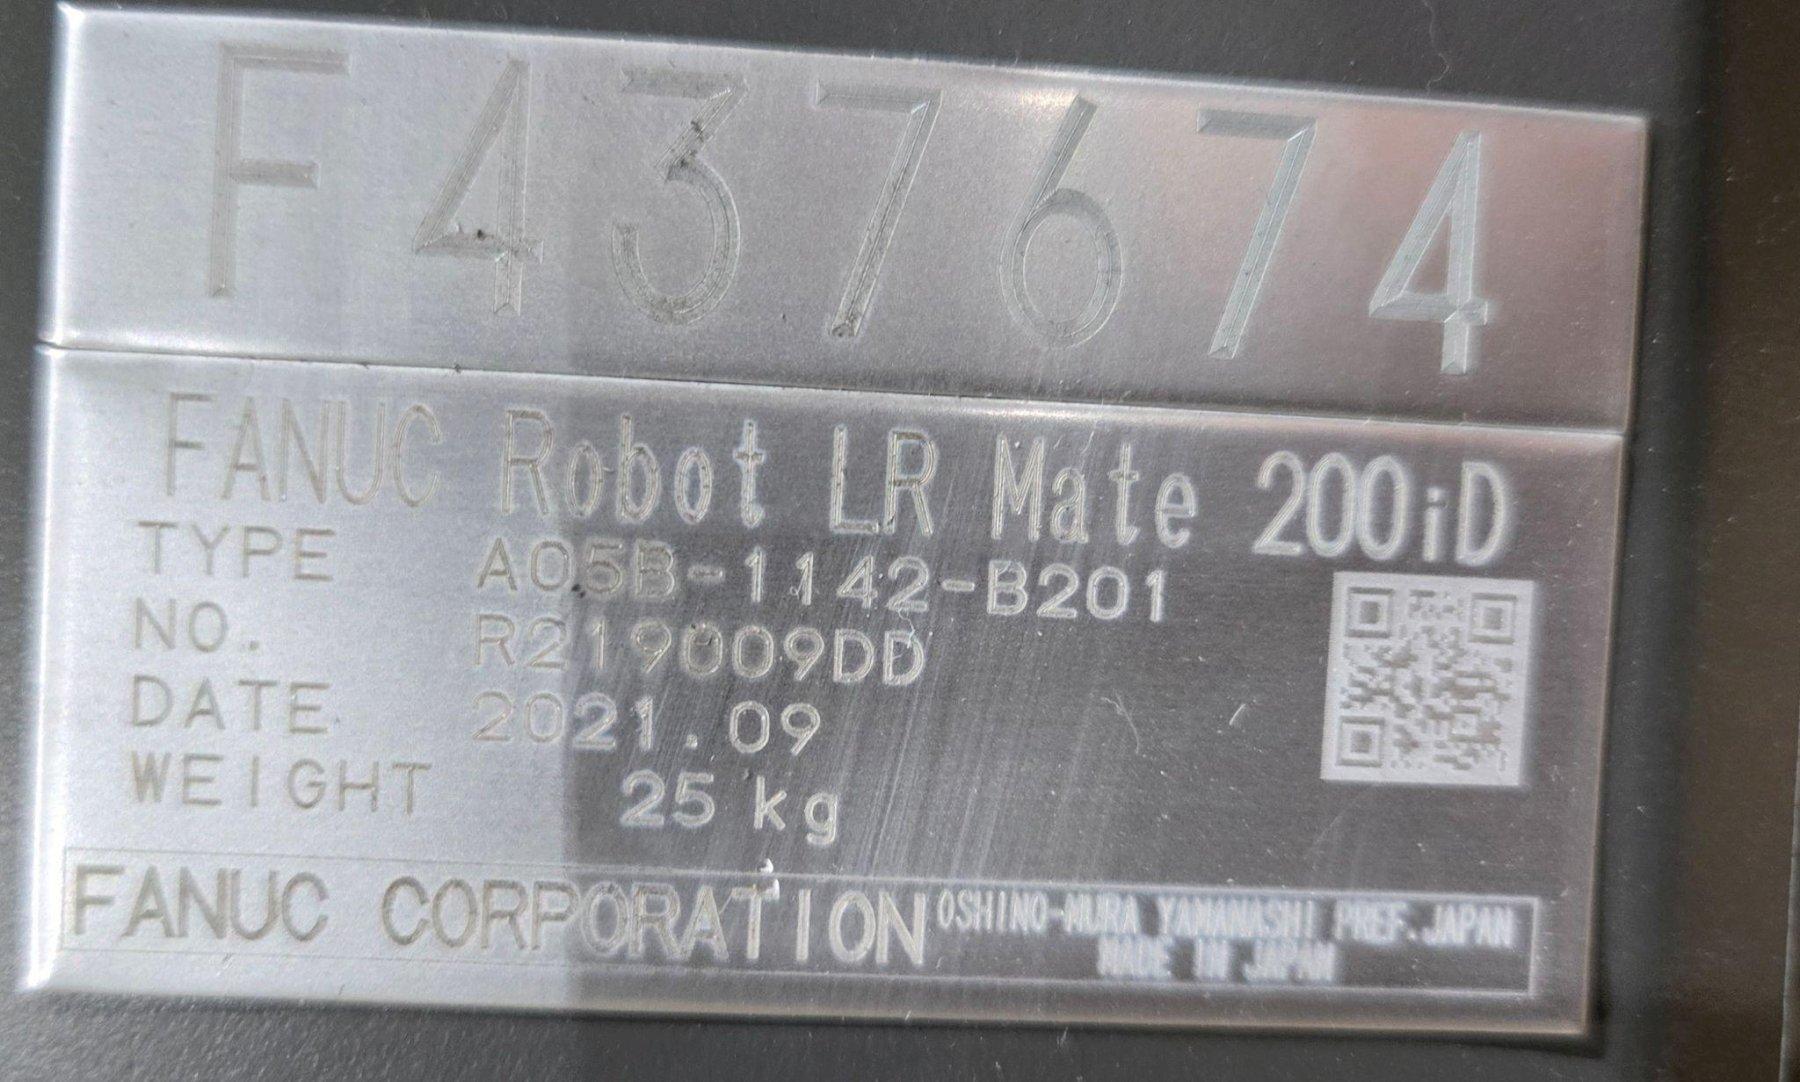 F437674
FANUC Robot LR Mate 200iD
TYPE A05B-1142-B201
NO. R219009DD
DATE 2021.09
WEIGHT 25 kg
FANUC CORPORATION OSHINO-MURA YAMANASHI PREF. JAPAN
MADE IN JAPAN